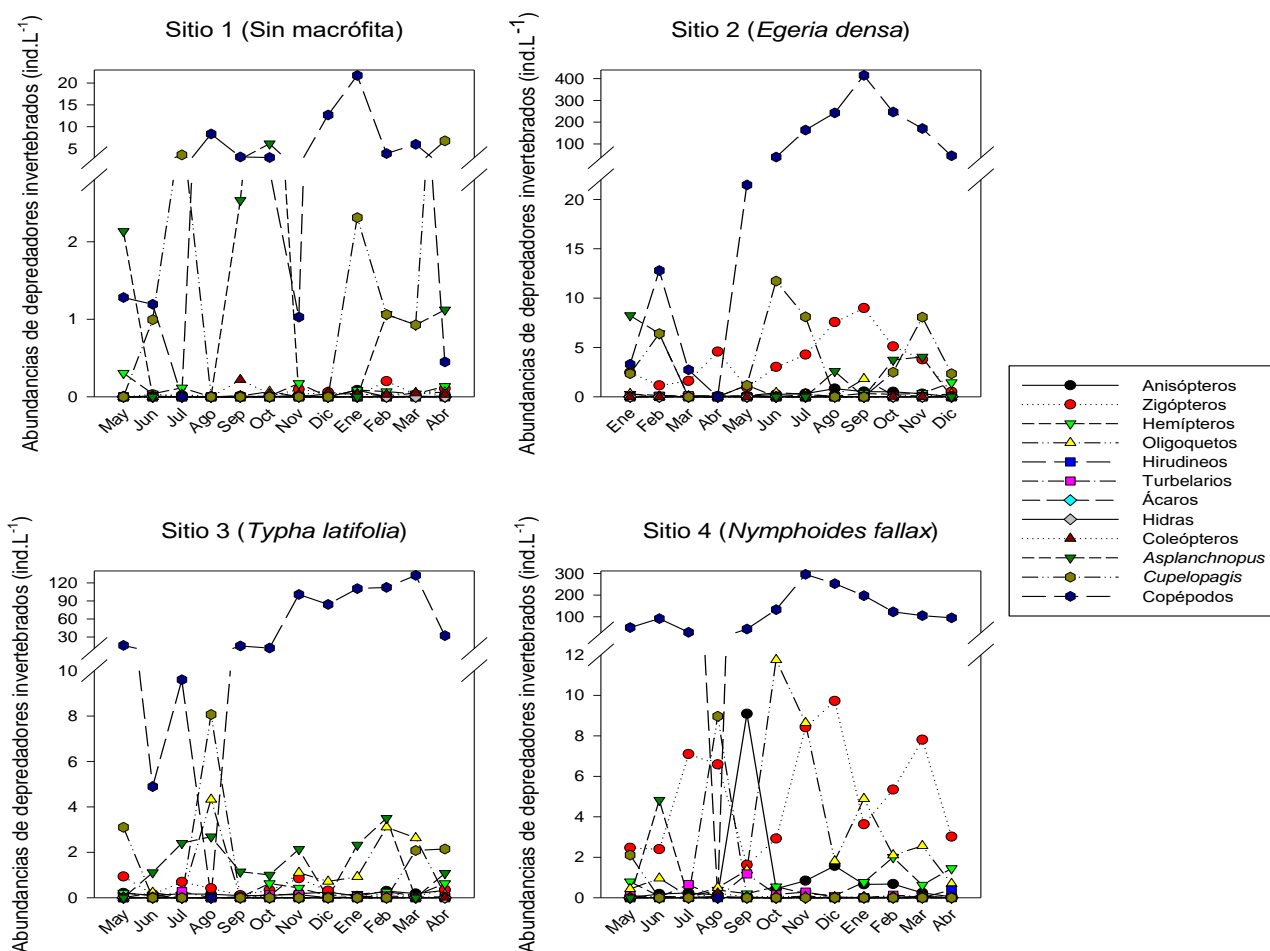 Sitio 1 (Sin macrófita)
Abundancias de depredadores invertebrados (ind.L-1)
20
15
10
5
2
1
0
May Jun Jul Ago Sep Oct Nov Dic Ene Feb Mar Abr
Sitio 2 (Egeria densa)
Abundancias de depredadores invertebrados (ind.L-1)
400
300
200
100
20
15
10
5
0
Ene Feb Mar Abr May Jun Jul Ago Sep Oct Nov Dic
Sitio 3 (Typha latifolia)
Abundancias de depredadores invertebrados (ind.L-1)
120
90
60
30
10
8
6
4
2
0
May Jun Jul Ago Sep Oct Nov Dic Ene Feb Mar Abr
Sitio 4 (Nymphoides fallax)
Abundancias de depredadores invertebrados (ind.L-1)
300
200
100
12
10
8
6
4
2
0
May Jun Jul Ago Sep Oct Nov Dic Ene Feb Mar Abr
Anisópteros
Zigópteros
Hemípteros
Oligoquetos
Hirudineos
Turbelarios
Ácaros
Hidras
Coleópteros
Asplanchnopus
Cupelopagis
Copépodos